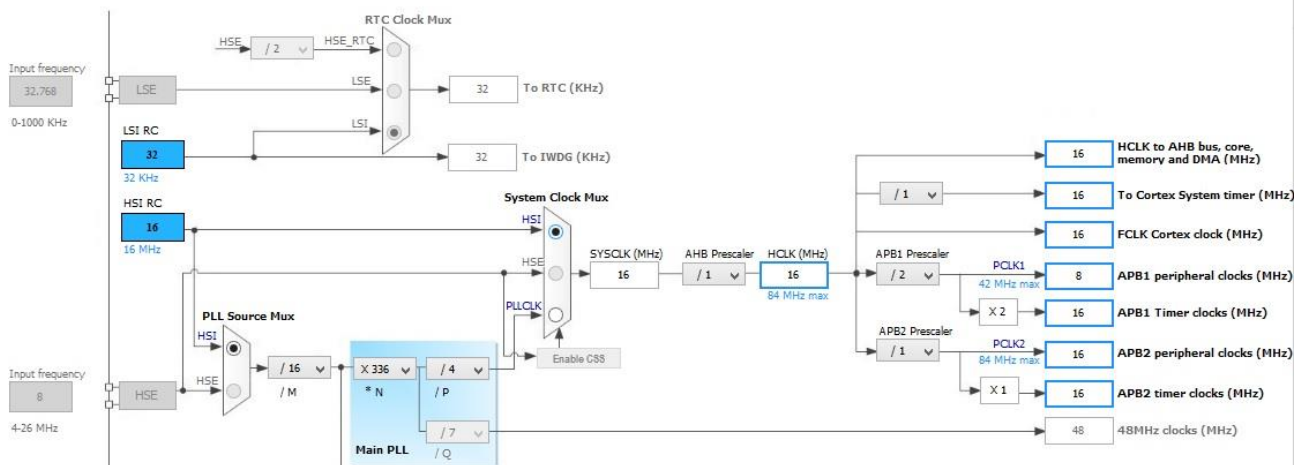 RTC Clock Mux
HSE
/ 2
HSE_RTC
Input frequency
32.768
0-1000 KHz
LSE
LSE
32
To RTC (KHz)
LSI RC
32
32 KHz
LSI
32
To IWDG (KHz)
HSI RC
16
16 MHz
System Clock Mux
HSI
HSE
PLLCLK
SYSCLK (MHz)
16
AHB Prescaler
/ 1
HCLK (MHz)
16
84 MHz max
16
HCLK to AHB bus, core,
memory and DMA (MHz)
/ 1
16
To Cortex System timer (MHz)
16
FCLK Cortex clock (MHz)
APB1 Prescaler
/ 2
PCLK1
42 MHz max
8
APB1 peripheral clocks (MHz)
X 2
16
APB1 Timer clocks (MHz)
APB2 Prescaler
/ 1
PCLK2
84 MHz max
16
APB2 peripheral clocks (MHz)
X 1
16
APB2 timer clocks (MHz)
48
48MHz clocks (MHz)
Enable CSS
PLL Source Mux
HSI
HSE
Input frequency
8
4-26 MHz
HSE
/ 16
/ M
X 336
* N
/ 4
/ P
/ 7
/ Q
Main PLL